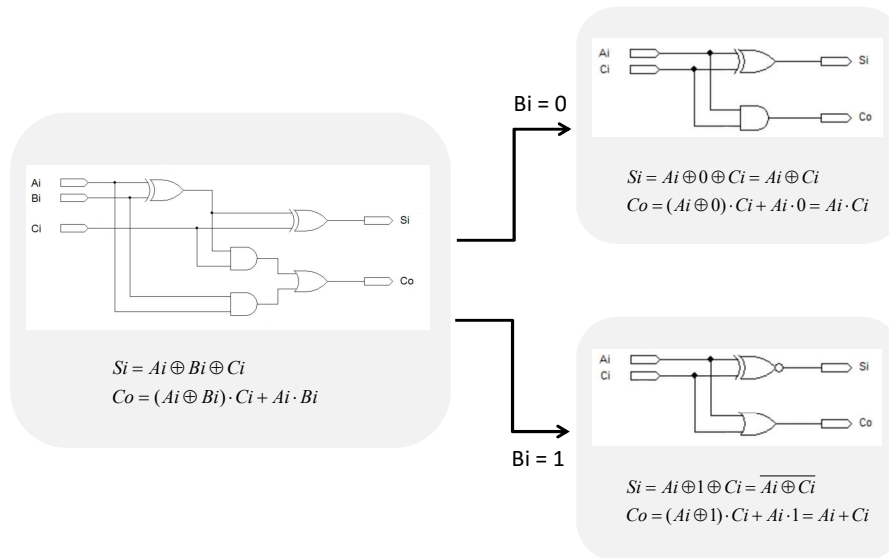 Ai
Bi
Ci
Si
Co
Si = Ai ⊕ Bi ⊕ Ci
Co = (Ai ⊕ Bi) · Ci + Ai · Bi
Bi = 0
Ai
Ci
Si
Co
Si = Ai ⊕ 0 ⊕ Ci = Ai ⊕ Ci
Co = (Ai ⊕ 0) · Ci + Ai · 0 = Ai · Ci
Bi = 1
Ai
Ci
Si
Co
Si = Ai ⊕ 1 ⊕ Ci = \overline{Ai ⊕ Ci}
Co = (Ai ⊕ 1) · Ci + Ai · 1 = Ai + Ci